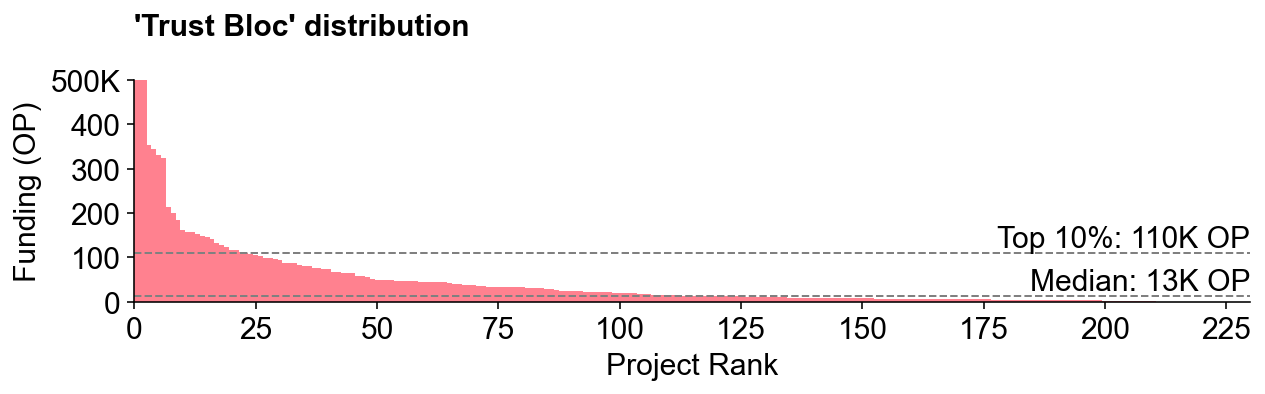 'Trust Bloc' distribution
Funding (OP)
500K
400
300
200
100
0
Top 10%: 110K OP
Median: 13K OP
0 25 50 75 100 125 150 175 200 225
Project Rank